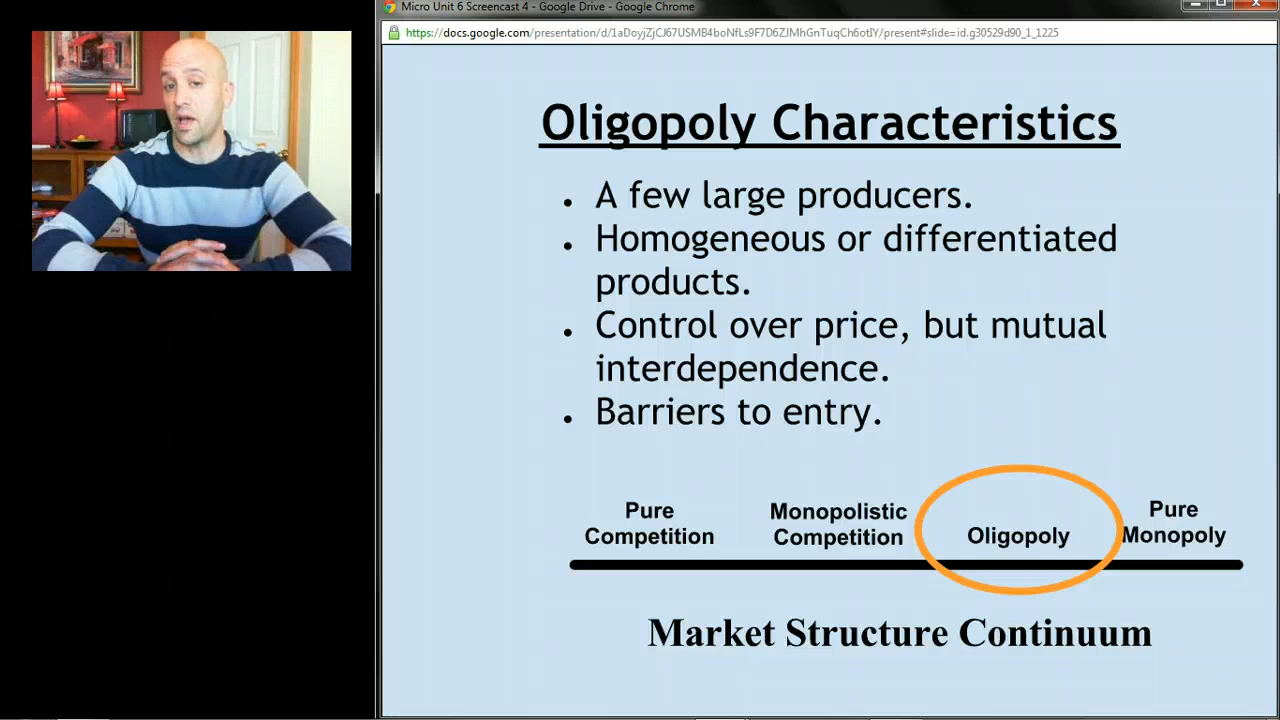 Micro Unit 6 Screencast 4 - Google Drive - Google Chrome
https://docs.google.com/presentation/d/1aDoyjZjCJ67USMB4boNfLs9F7D6ZJMhGnTuqCh6otIY/present#slide=id.g30529d90_1_1225
Oligopoly Characteristics
• A few large producers.
• Homogeneous or differentiated
products.
• Control over price, but mutual
interdependence.
• Barriers to entry.
Pure
Competition
Monopolistic
Competition
Oligopoly
Pure
Monopoly
Market Structure Continuum